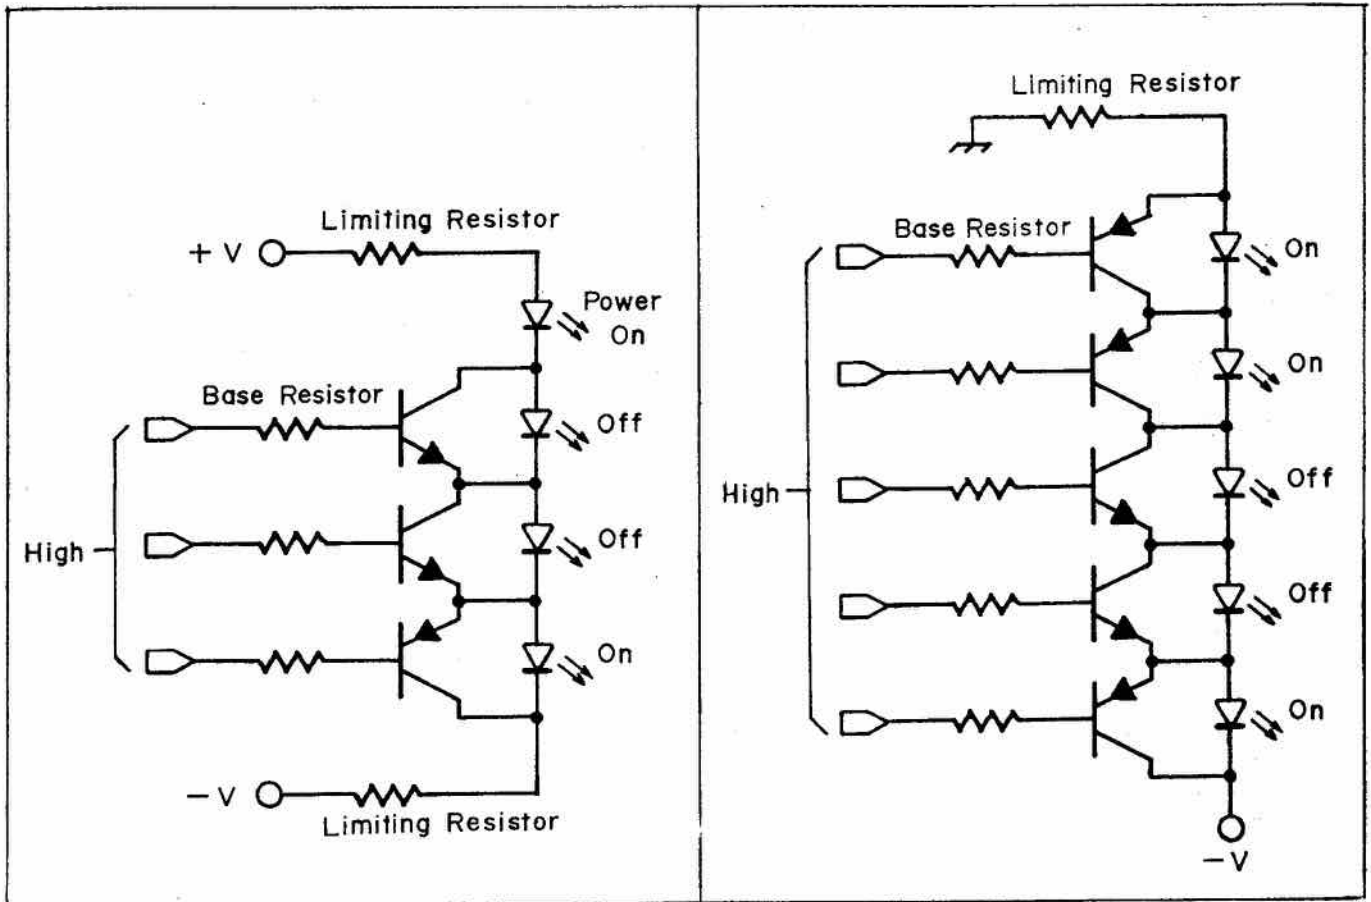 Limiting Resistor
+ V
Power
On
Base Resistor
Off
Off
High
On
− V
Limiting Resistor
Limiting Resistor
Base Resistor
On
On
High
Off
Off
On
− V